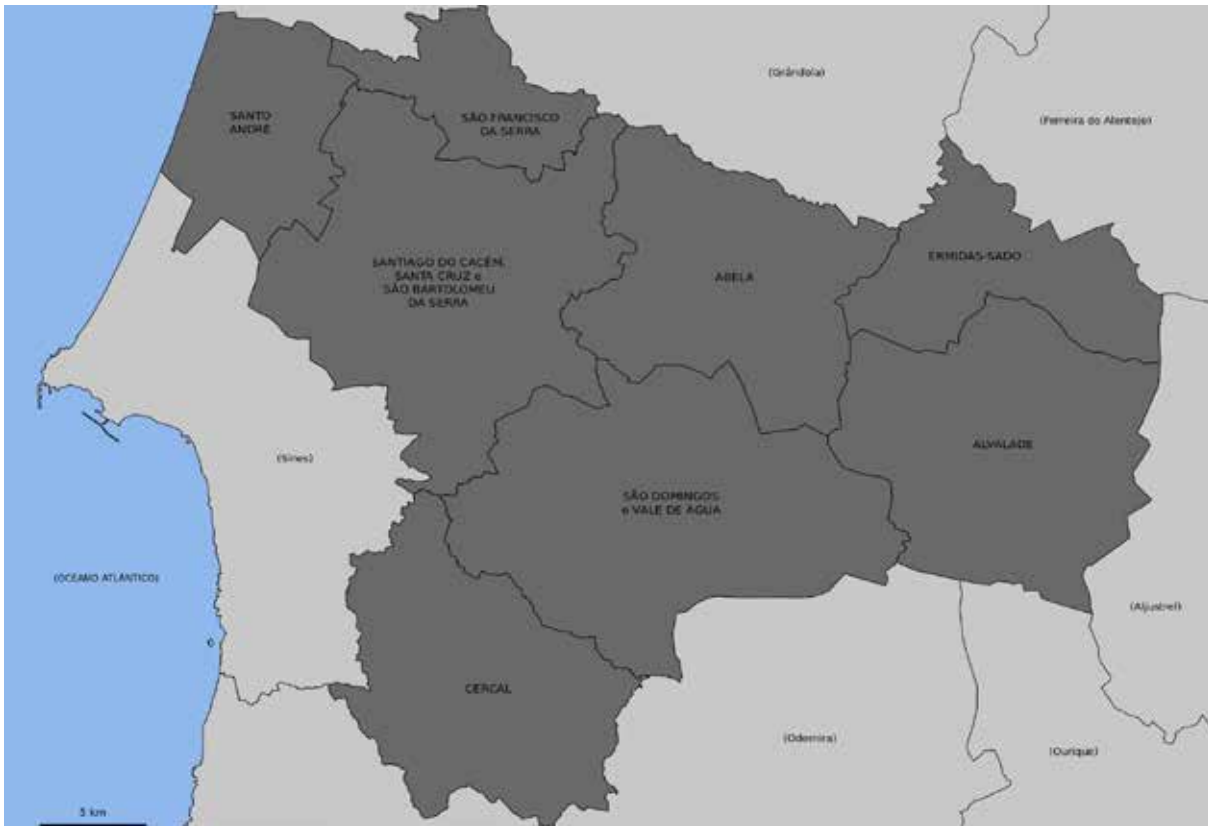 (Grândola)
(Ferreira do Alentejo)
SANTO
ANDRÉ
SÃO FRANCISCO
DA SERRA
SANTIAGO DO CACÉM,
SANTA CRUZ e
SÃO BARTOLOMEU
DA SERRA
ABELA
ERMIDAS-SADO
ALVALADE
(Sines)
SÃO DOMINGOS
e VALE DE ÁGUA
(OCEANO ATLÂNTICO)
(Aljustrel)
CERCAL
(Odemira)
(Ourique)
5 km